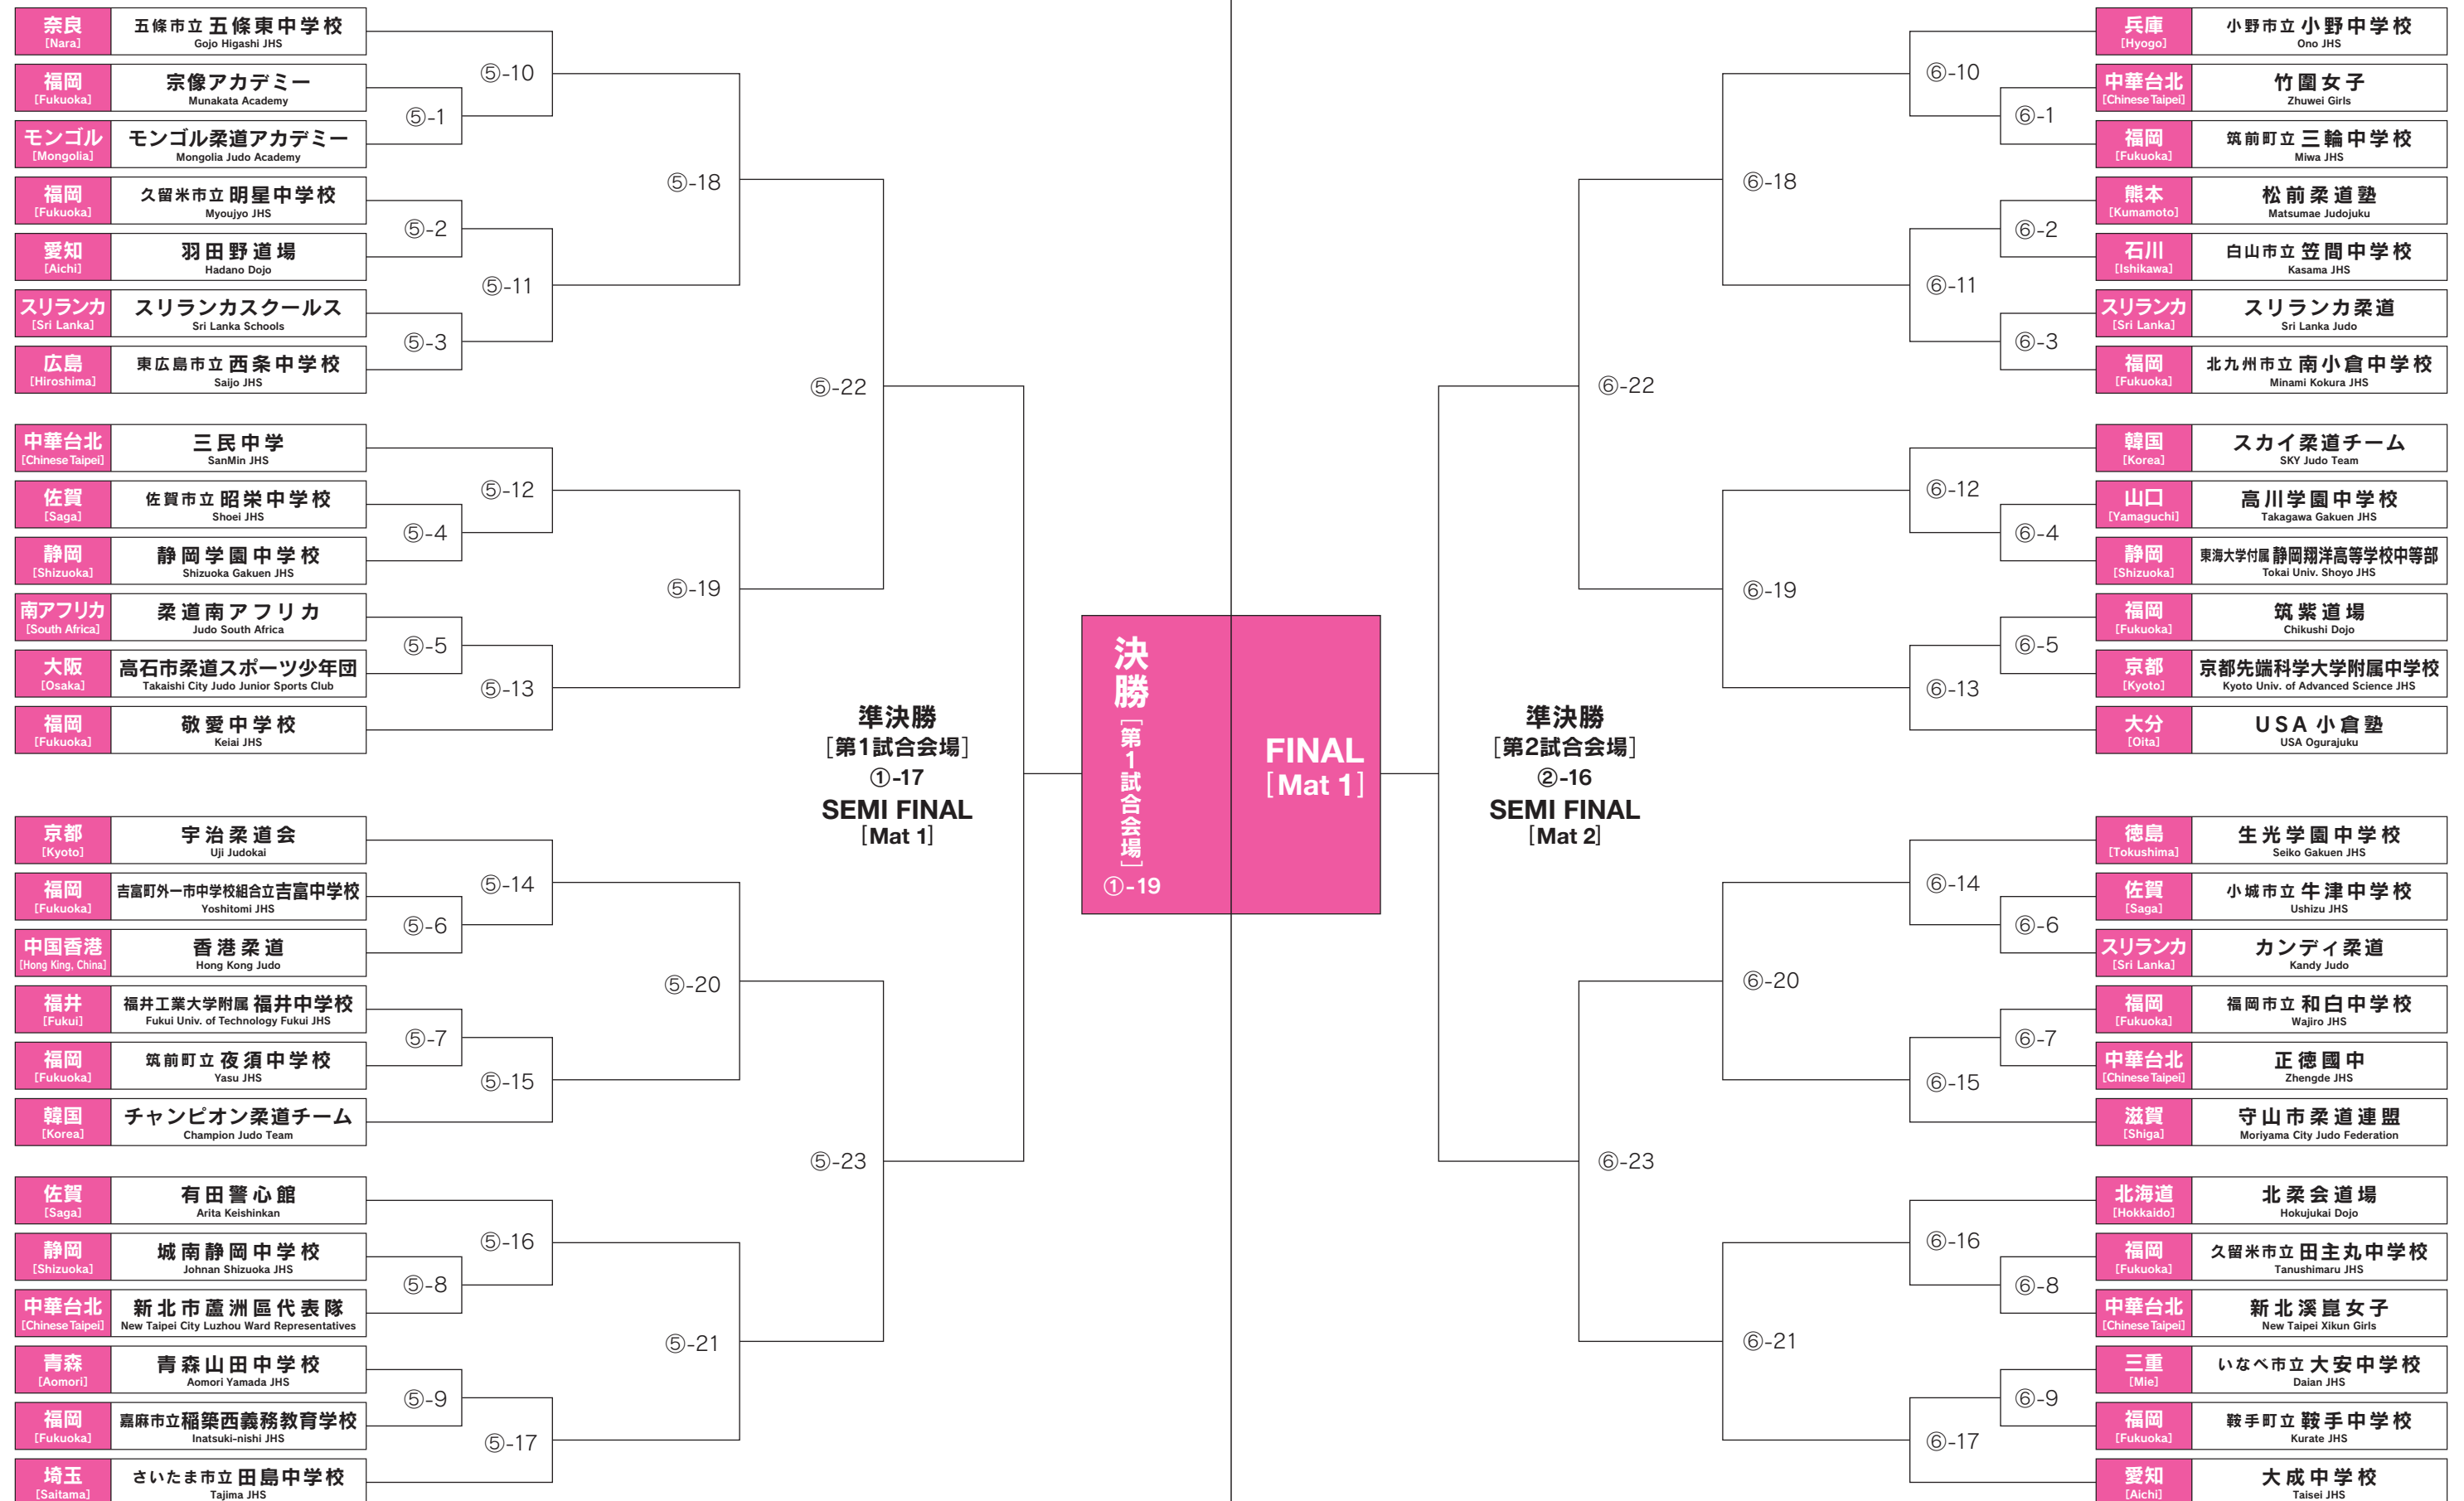 奈良
[Nara]
五條市立 五條東中学校
Gojo Higashi JHS
福岡
[Fukuoka]
宗像アカデミー
Munakata Academy
モンゴル
[Mongolia]
モンゴル柔道アカデミー
Mongolia Judo Academy
福岡
[Fukuoka]
久留米市立 明星中学校
Myoujyo JHS
愛知
[Aichi]
羽田野道場
Hadano Dojo
スリランカ
[Sri Lanka]
スリランカスクールス
Sri Lanka Schools
広島
[Hiroshima]
東広島市立 西条中学校
Saijo JHS
⑤-10
⑤-1
⑤-18
⑤-2
⑤-11
⑤-3
⑤-22
中華台北
[Chinese Taipei]
三民中学
SanMin JHS
佐賀
[Saga]
佐賀市立 昭栄中学校
Shoei JHS
静岡
[Shizuoka]
静岡学園中学校
Shizuoka Gakuen JHS
南アフリカ
[South Africa]
柔道南アフリカ
Judo South Africa
大阪
[Osaka]
高石市柔道スポーツ少年団
Takaishi City Judo Junior Sports Club
福岡
[Fukuoka]
敬愛中学校
Keiai JHS
⑤-12
⑤-4
⑤-19
⑤-5
⑤-13
準決勝
[第1試合会場]
①-17
SEMI FINAL
[Mat 1]
京都
[Kyoto]
宇治柔道会
Uji Judokai
福岡
[Fukuoka]
吉富町外一市中学校組合立吉富中学校
Yoshitomi JHS
中国香港
[Hong King, China]
香港柔道
Hong Kong Judo
福井
[Fukui]
福井工業大学附属 福井中学校
Fukui Univ. of Technology Fukui JHS
福岡
[Fukuoka]
筑前町立 夜須中学校
Yasu JHS
韓国
[Korea]
チャンピオン柔道チーム
Champion Judo Team
⑤-14
⑤-6
⑤-20
⑤-7
⑤-15
⑤-23
佐賀
[Saga]
有田警心館
Arita Keishinkan
静岡
[Shizuoka]
城南静岡中学校
Johnan Shizuoka JHS
中華台北
[Chinese Taipei]
新北市蘆洲區代表隊
New Taipei City Luzhou Ward Representatives
青森
[Aomori]
青森山田中学校
Aomori Yamada JHS
福岡
[Fukuoka]
嘉麻市立稲築西義務教育学校
Inatsuki-nishi JHS
埼玉
[Saitama]
さいたま市立 田島中学校
Tajima JHS
⑤-16
⑤-8
⑤-21
⑤-9
⑤-17
決勝
[第1試合会場]
①-19
FINAL
[Mat 1]
兵庫
[Hyogo]
小野市立 小野中学校
Ono JHS
中華台北
[Chinese Taipei]
竹圍女子
Zhuwei Girls
福岡
[Fukuoka]
筑前町立 三輪中学校
Miwa JHS
熊本
[Kumamoto]
松前柔道塾
Matsumae Judojuku
石川
[Ishikawa]
白山市立 笠間中学校
Kasama JHS
スリランカ
[Sri Lanka]
スリランカ柔道
Sri Lanka Judo
福岡
[Fukuoka]
北九州市立 南小倉中学校
Minami Kokura JHS
⑥-10
⑥-1
⑥-18
⑥-2
⑥-11
⑥-3
⑥-22
韓国
[Korea]
スカイ柔道チーム
SKY Judo Team
山口
[Yamaguchi]
高川学園中学校
Takagawa Gakuen JHS
静岡
[Shizuoka]
東海大学付属 静岡翔洋高等学校中等部
Tokai Univ. Shoyo JHS
福岡
[Fukuoka]
筑紫道場
Chikushi Dojo
京都
[Kyoto]
京都先端科学大学附属中学校
Kyoto Univ. of Advanced Science JHS
大分
[Oita]
USA 小倉塾
USA Ogurajuku
⑥-12
⑥-4
⑥-19
⑥-5
⑥-13
準決勝
[第2試合会場]
②-16
SEMI FINAL
[Mat 2]
徳島
[Tokushima]
生光学園中学校
Seiko Gakuen JHS
佐賀
[Saga]
小城市立 牛津中学校
Ushizu JHS
スリランカ
[Sri Lanka]
カンディ柔道
Kandy Judo
福岡
[Fukuoka]
福岡市立 和白中学校
Wajiro JHS
中華台北
[Chinese Taipei]
正徳國中
Zhengde JHS
滋賀
[Shiga]
守山市柔道連盟
Moriyama City Judo Federation
⑥-14
⑥-6
⑥-20
⑥-7
⑥-15
⑥-23
北海道
[Hokkaido]
北柔会道場
Hokujukai Dojo
福岡
[Fukuoka]
久留米市立 田主丸中学校
Tanushimaru JHS
中華台北
[Chinese Taipei]
新北溪崑女子
New Taipei Xikun Girls
三重
[Mie]
いなべ市立 大安中学校
Daian JHS
福岡
[Fukuoka]
鞍手町立 鞍手中学校
Kurate JHS
愛知
[Aichi]
大成中学校
Taisei JHS
⑥-16
⑥-8
⑥-21
⑥-9
⑥-17